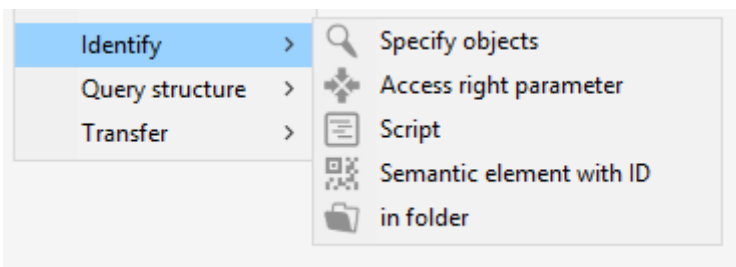 Identify
Query structure
Transfer
Specify objects
Access right parameter
Script
Semantic element with ID
in folder